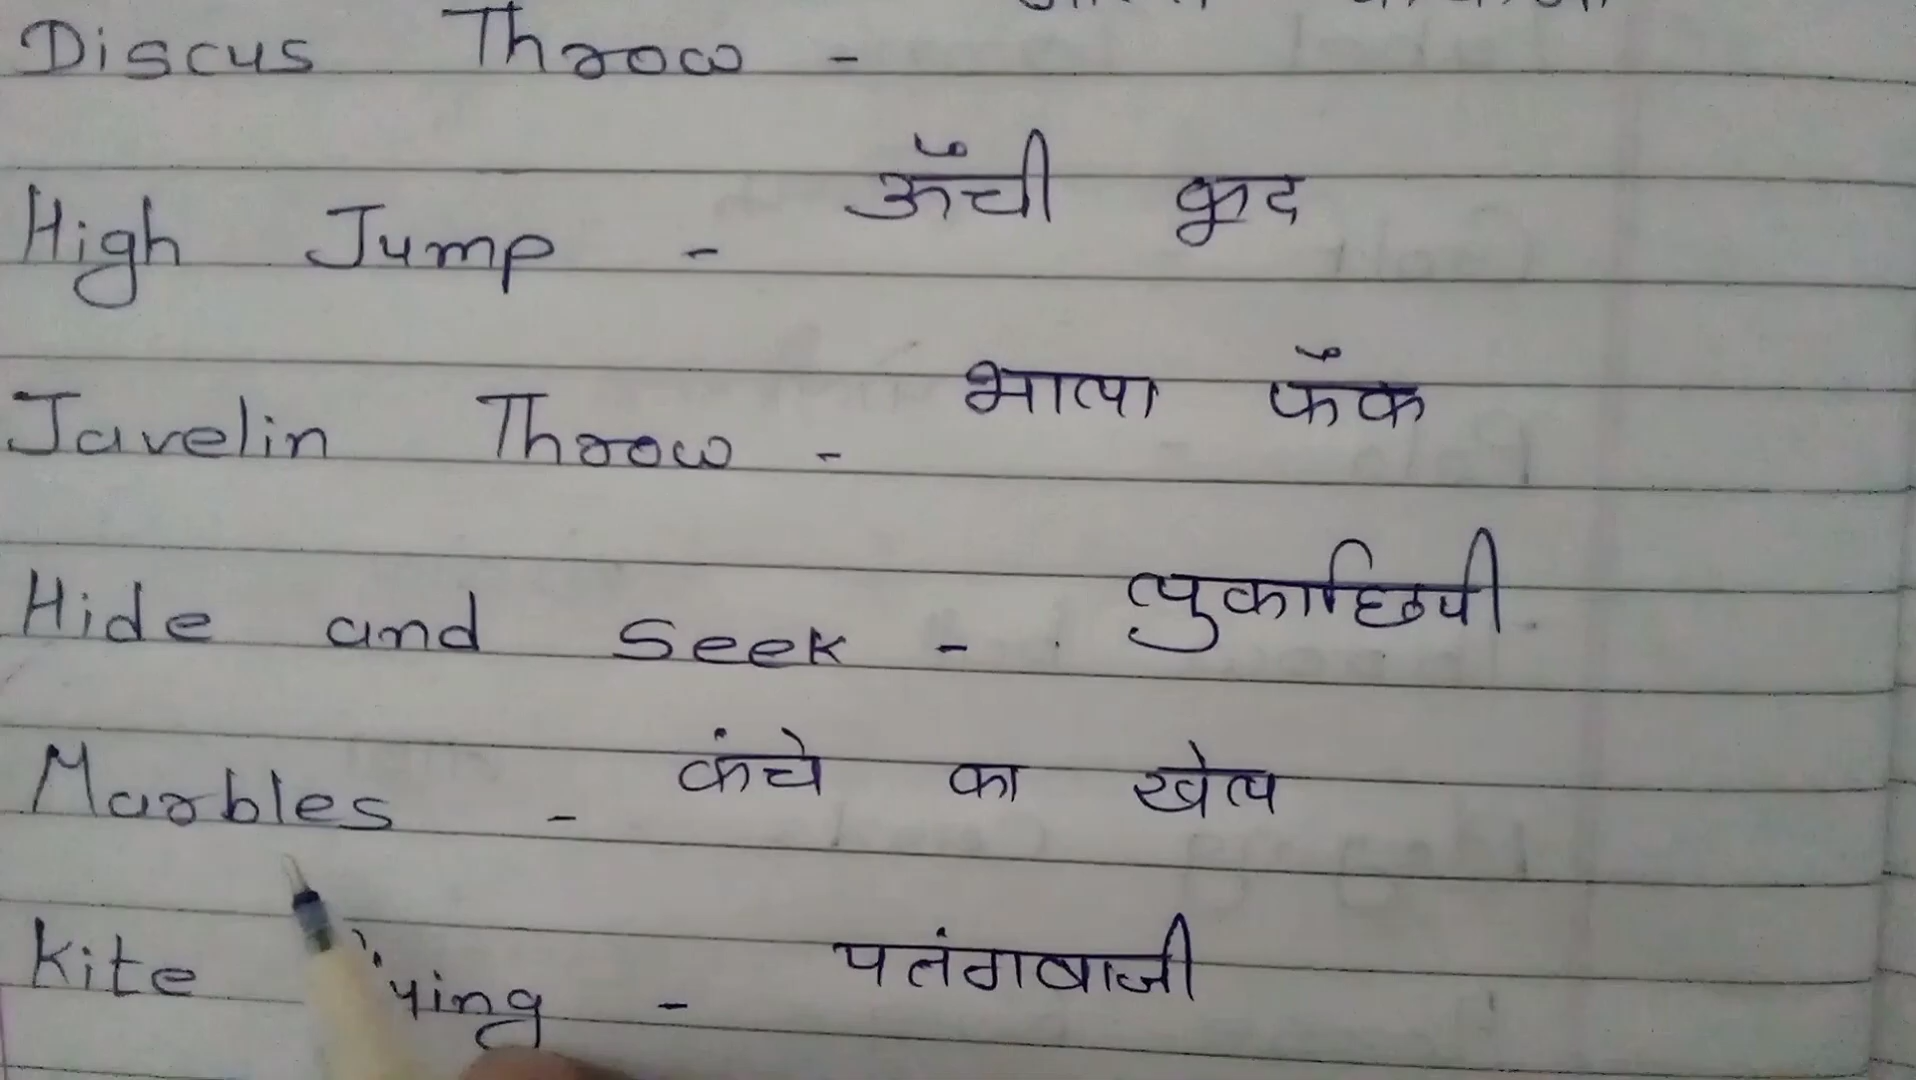 Discus Throw -
High Jump - ऊँची कूद
Javelin Throw - भाला फेँक
Hide and Seek - लुकाछिपी
Marbles - कंचे का खेल
Kite - पतंगबाजी